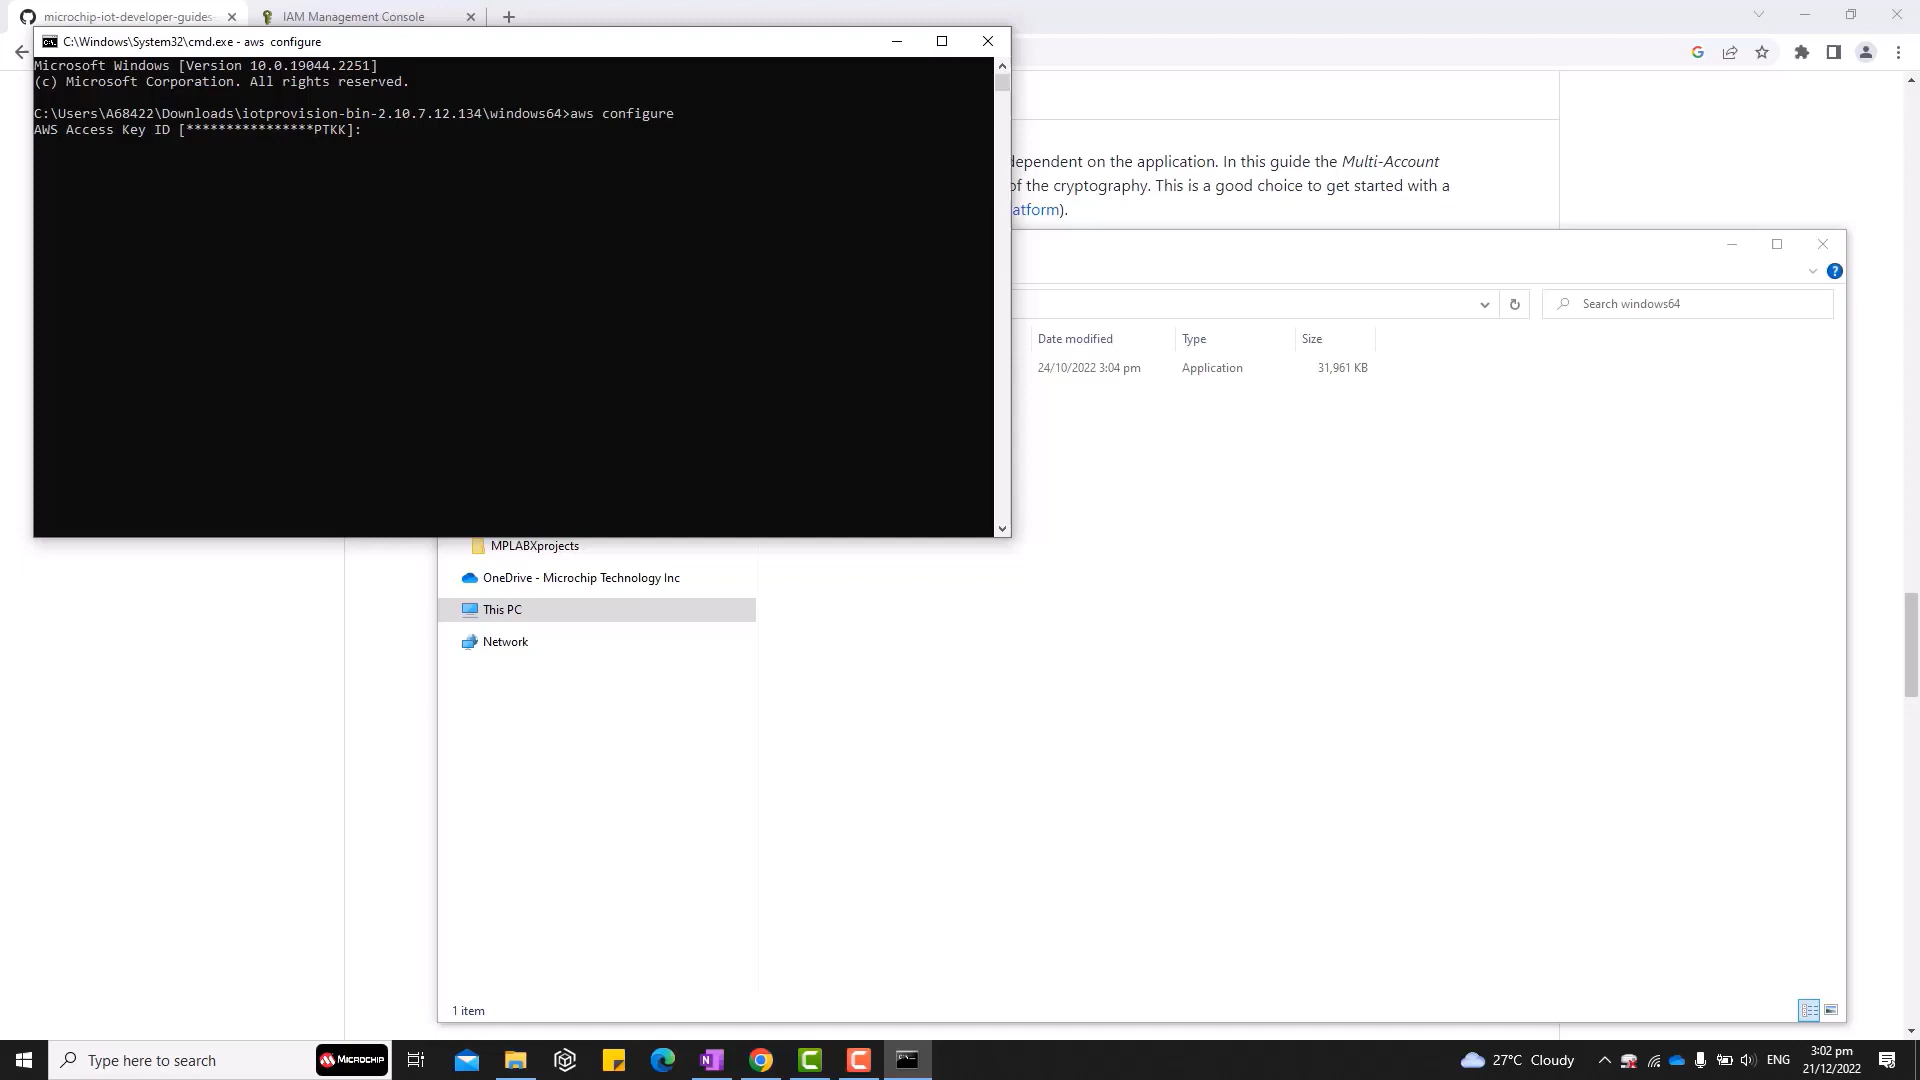 microchip-iot-developer-guides
IAM Management Console
C:\Windows\System32\cmd.exe - aws  configure
Microsoft Windows [Version 10.0.19044.2251]
(c) Microsoft Corporation. All rights reserved.
C:\Users\A68422\Downloads\iotprovision-bin-2.10.7.12.134\windows64>aws configure
AWS Access Key ID [****************PTKK]:
dependent on the application. In this guide the Multi-Account
of the cryptography. This is a good choice to get started with a
atform).
Search windows64
Date modified
Type
Size
24/10/2022 3:04 pm
Application
31,961 KB
MPLABXprojects
OneDrive - Microchip Technology Inc
This PC
Network
1 item
Type here to search
MICROCHIP
27°C Cloudy
ENG
3:02 pm
21/12/2022